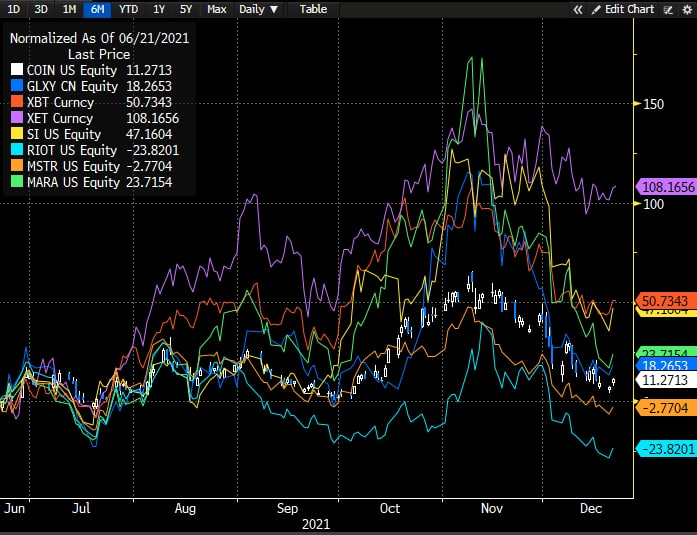 1D 3D 1M 6M YTD 1Y 5Y Max Daily ▼ Table « Edit Chart
Normalized As Of 06/21/2021
Last Price
COIN US Equity 11.2713
GLXY CN Equity 18.2653
XBT Curncy 50.7343
XET Curncy 108.1656
SI US Equity 47.1604
RIOT US Equity -23.8201
MSTR US Equity -2.7704
MARA US Equity 23.7154
150
108.1656
100
50.7343
47.1604
23.7154
18.2653
11.2713
-2.7704
-23.8201
Jun Jul Aug Sep Oct Nov Dec
2021